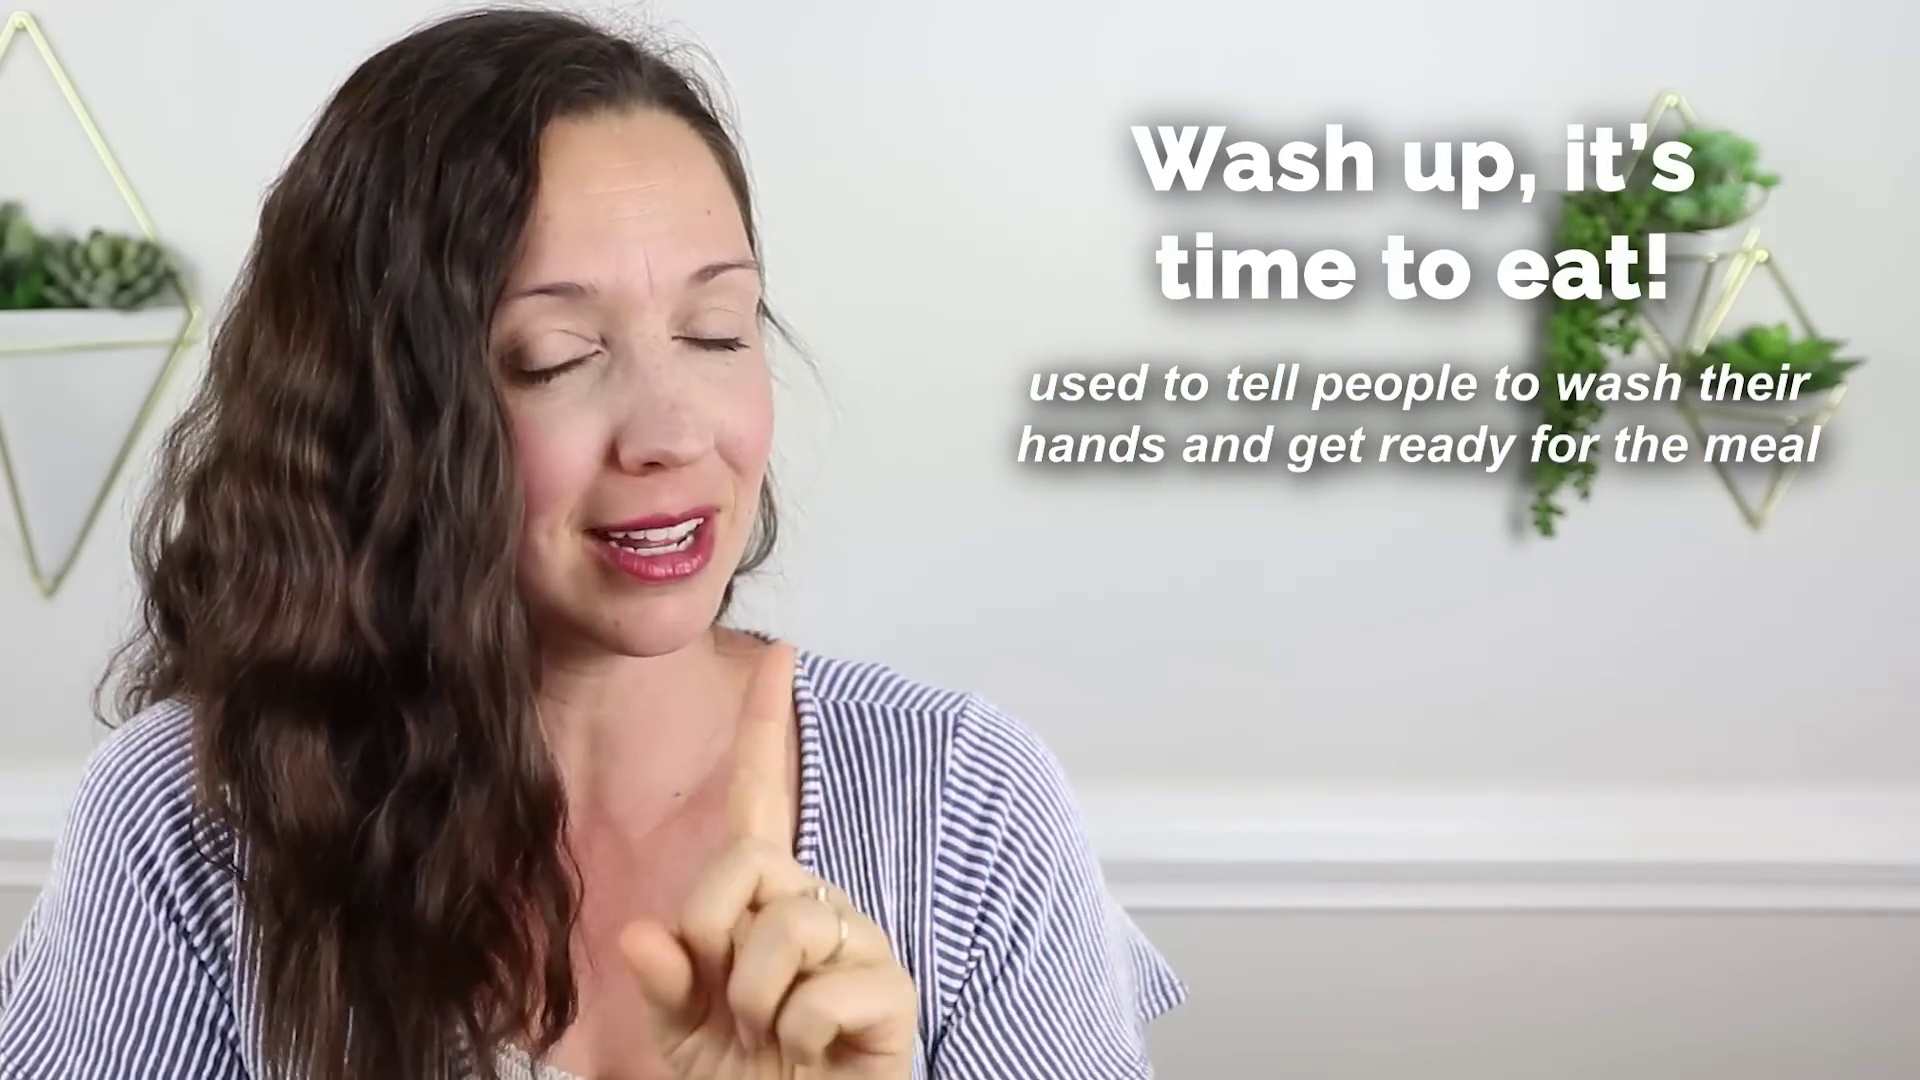 Wash up, it’s
time to eat!
used to tell people to wash their
hands and get ready for the meal